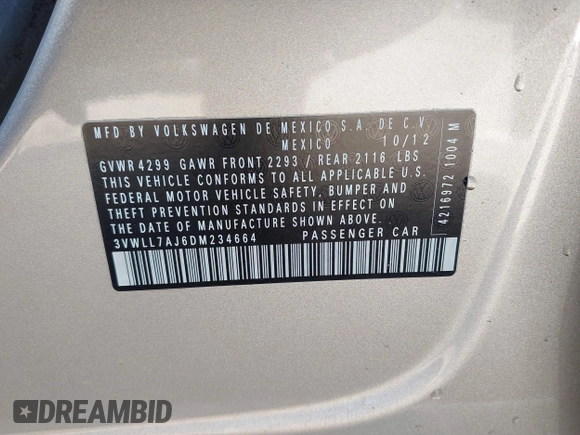 MFD BY VOLKSWAGEN DE MEXICO S.A. DE C.V.
MEXICO 10/12
GVWR4299 GAWR FRONT 2293 / REAR 2116 LBS
THIS VEHICLE CONFORMS TO ALL APPLICABLE U.S.
FEDERAL MOTOR VEHICLE SAFETY, BUMPER AND
THEFT PREVENTION STANDARDS IN EFFECT ON
THE DATE OF MANUFACTURE SHOWN ABOVE.
3VWLL7AJ6DM234664 PASSENGER CAR
4216972 1004 M
DREAMBID